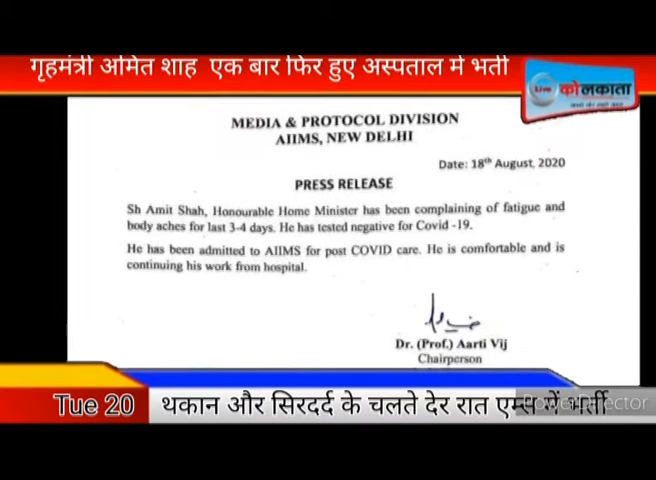 गृहमंत्री अमित शाह एक बार फिर हुए अस्पताल में भर्ती
Live कोलकाता
MEDIA & PROTOCOL DIVISION
AIIMS, NEW DELHI
Date: 18th August, 2020
PRESS RELEASE
Sh Amit Shah, Honourable Home Minister has been complaining of fatigue and
body aches for last 3-4 days. He has tested negative for Covid -19.
He has been admitted to AIIMS for post COVID care. He is comfortable and is
continuing his work from hospital.
Dr. (Prof.) Aarti Vij
Chairperson
Tue 20 थकान और सिरदर्द के चलते देर रात एम्स में भर्ती
PowerDirector